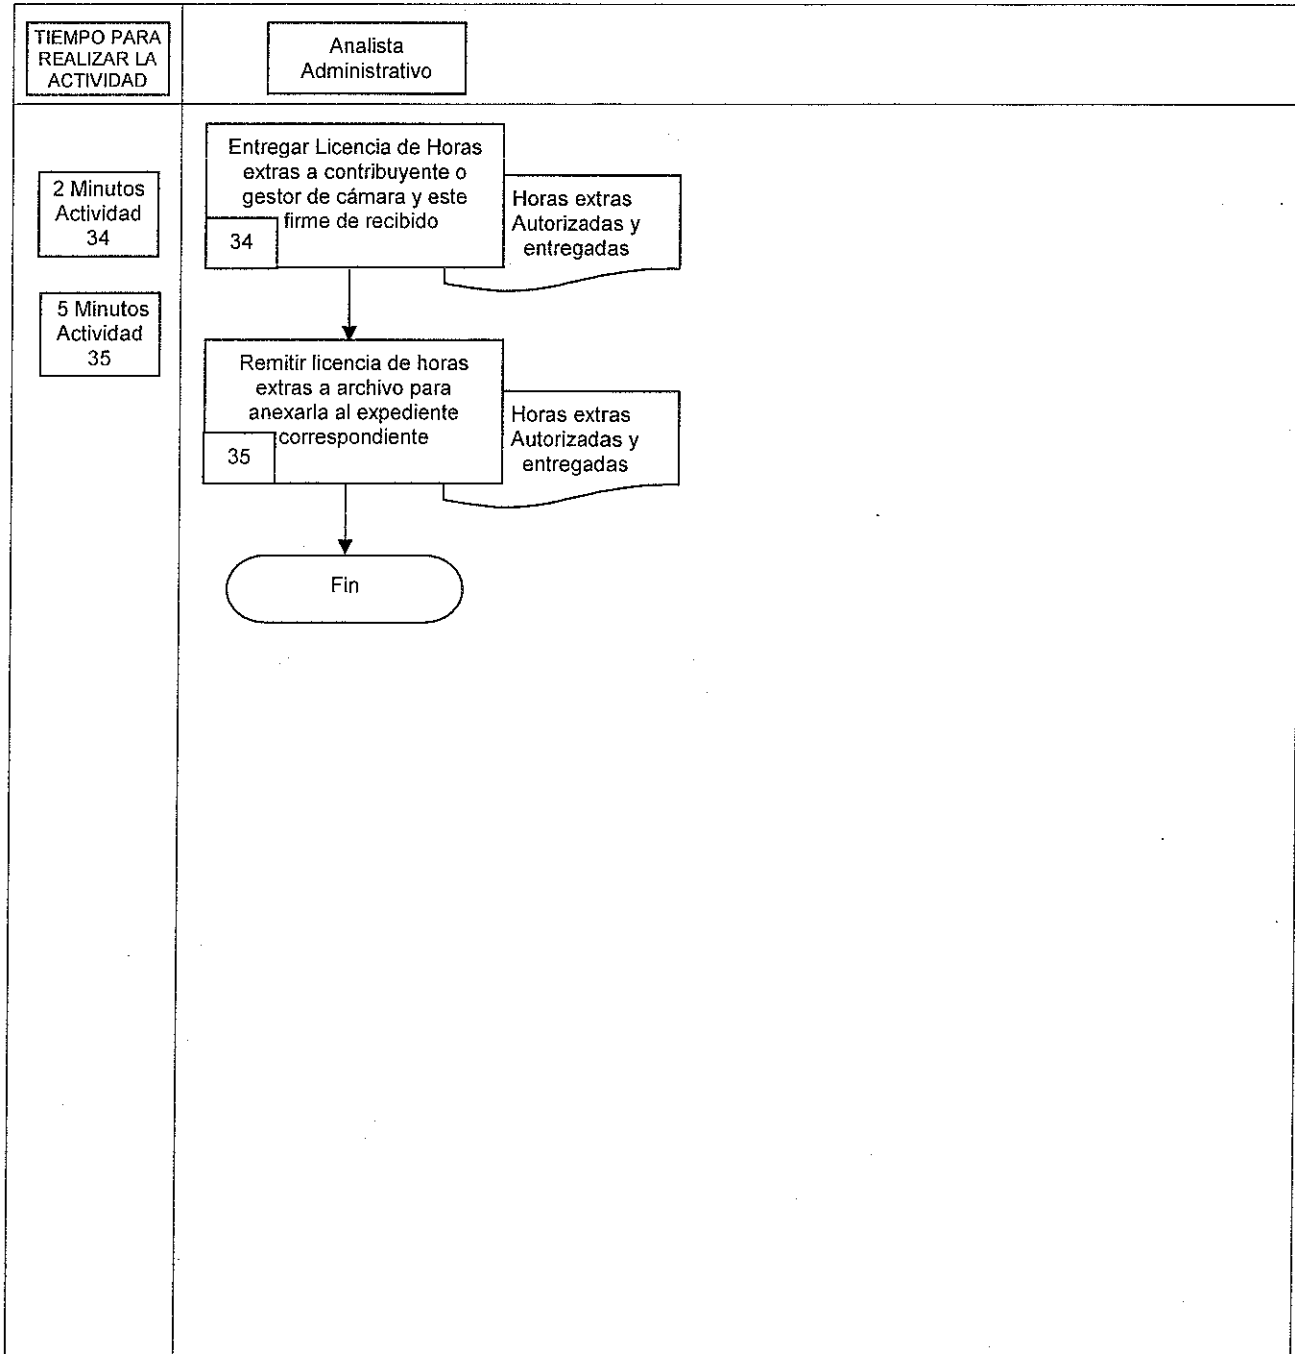 TIEMPO PARA
REALIZAR LA
ACTIVIDAD
Analista
Administrativo
2 Minutos
Actividad
34
Entregar Licencia de Horas
extras a contribuyente o
gestor de cámara y este
firme de recibido
34
Horas extras
Autorizadas y
entregadas
5 Minutos
Actividad
35
Remitir licencia de horas
extras a archivo para
anexarla al expediente
correspondiente
35
Horas extras
Autorizadas y
entregadas
Fin